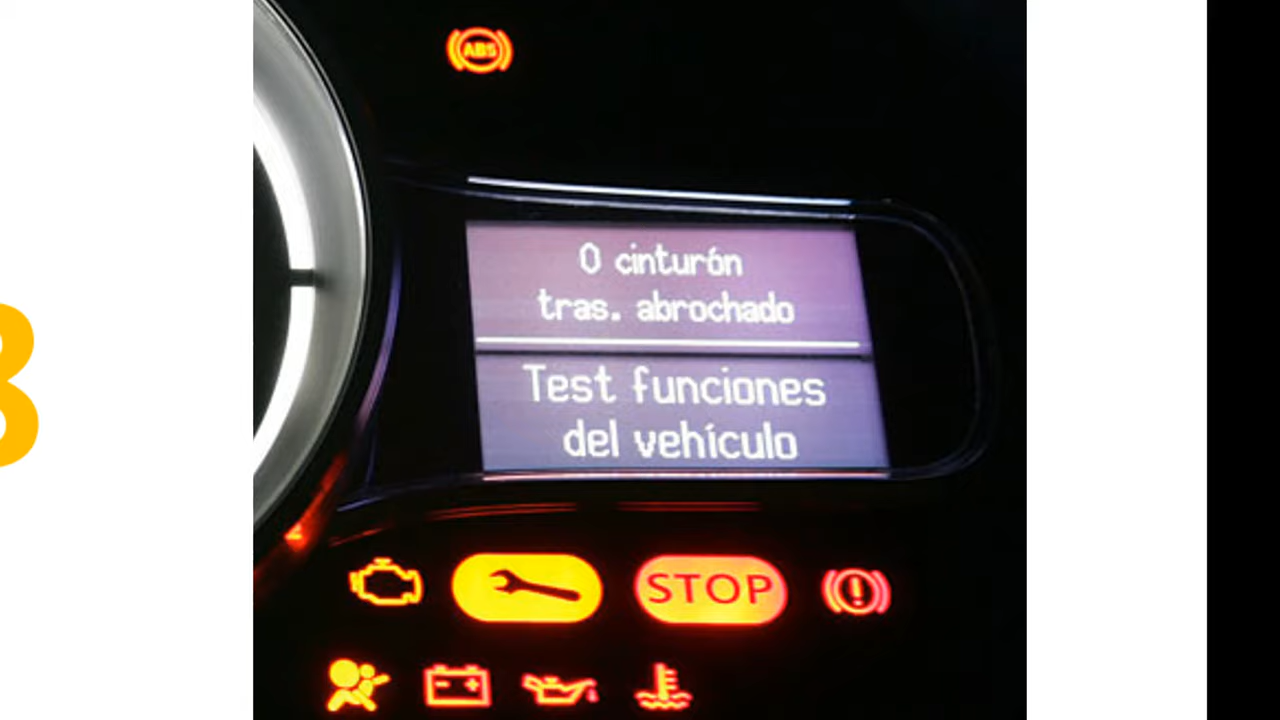 ABS
0 cinturón
tras. abrochado
Test funciones
del vehículo
STOP